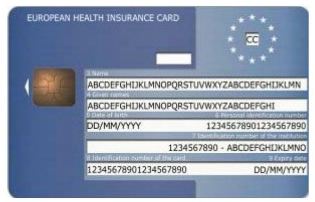 EUROPEAN HEALTH INSURANCE CARD
CC
3 Name
ABCDEFGHIJKLMNOPQRSTUVWXYZABCDEFGHIJKLMN
4 Given names
ABCDEFGHIJKLMNOPQRSTUVWXYZABCDEFGHI
5 Date of birth 6 Personal identification number
DD/MM/YYYY 12345678901234567890
7 Identification number of the institution
1234567890 - ABCDEFGHIJKLMNO
8 Identification number of the card 9 Expiry date
12345678901234567890 DD/MM/YYYY